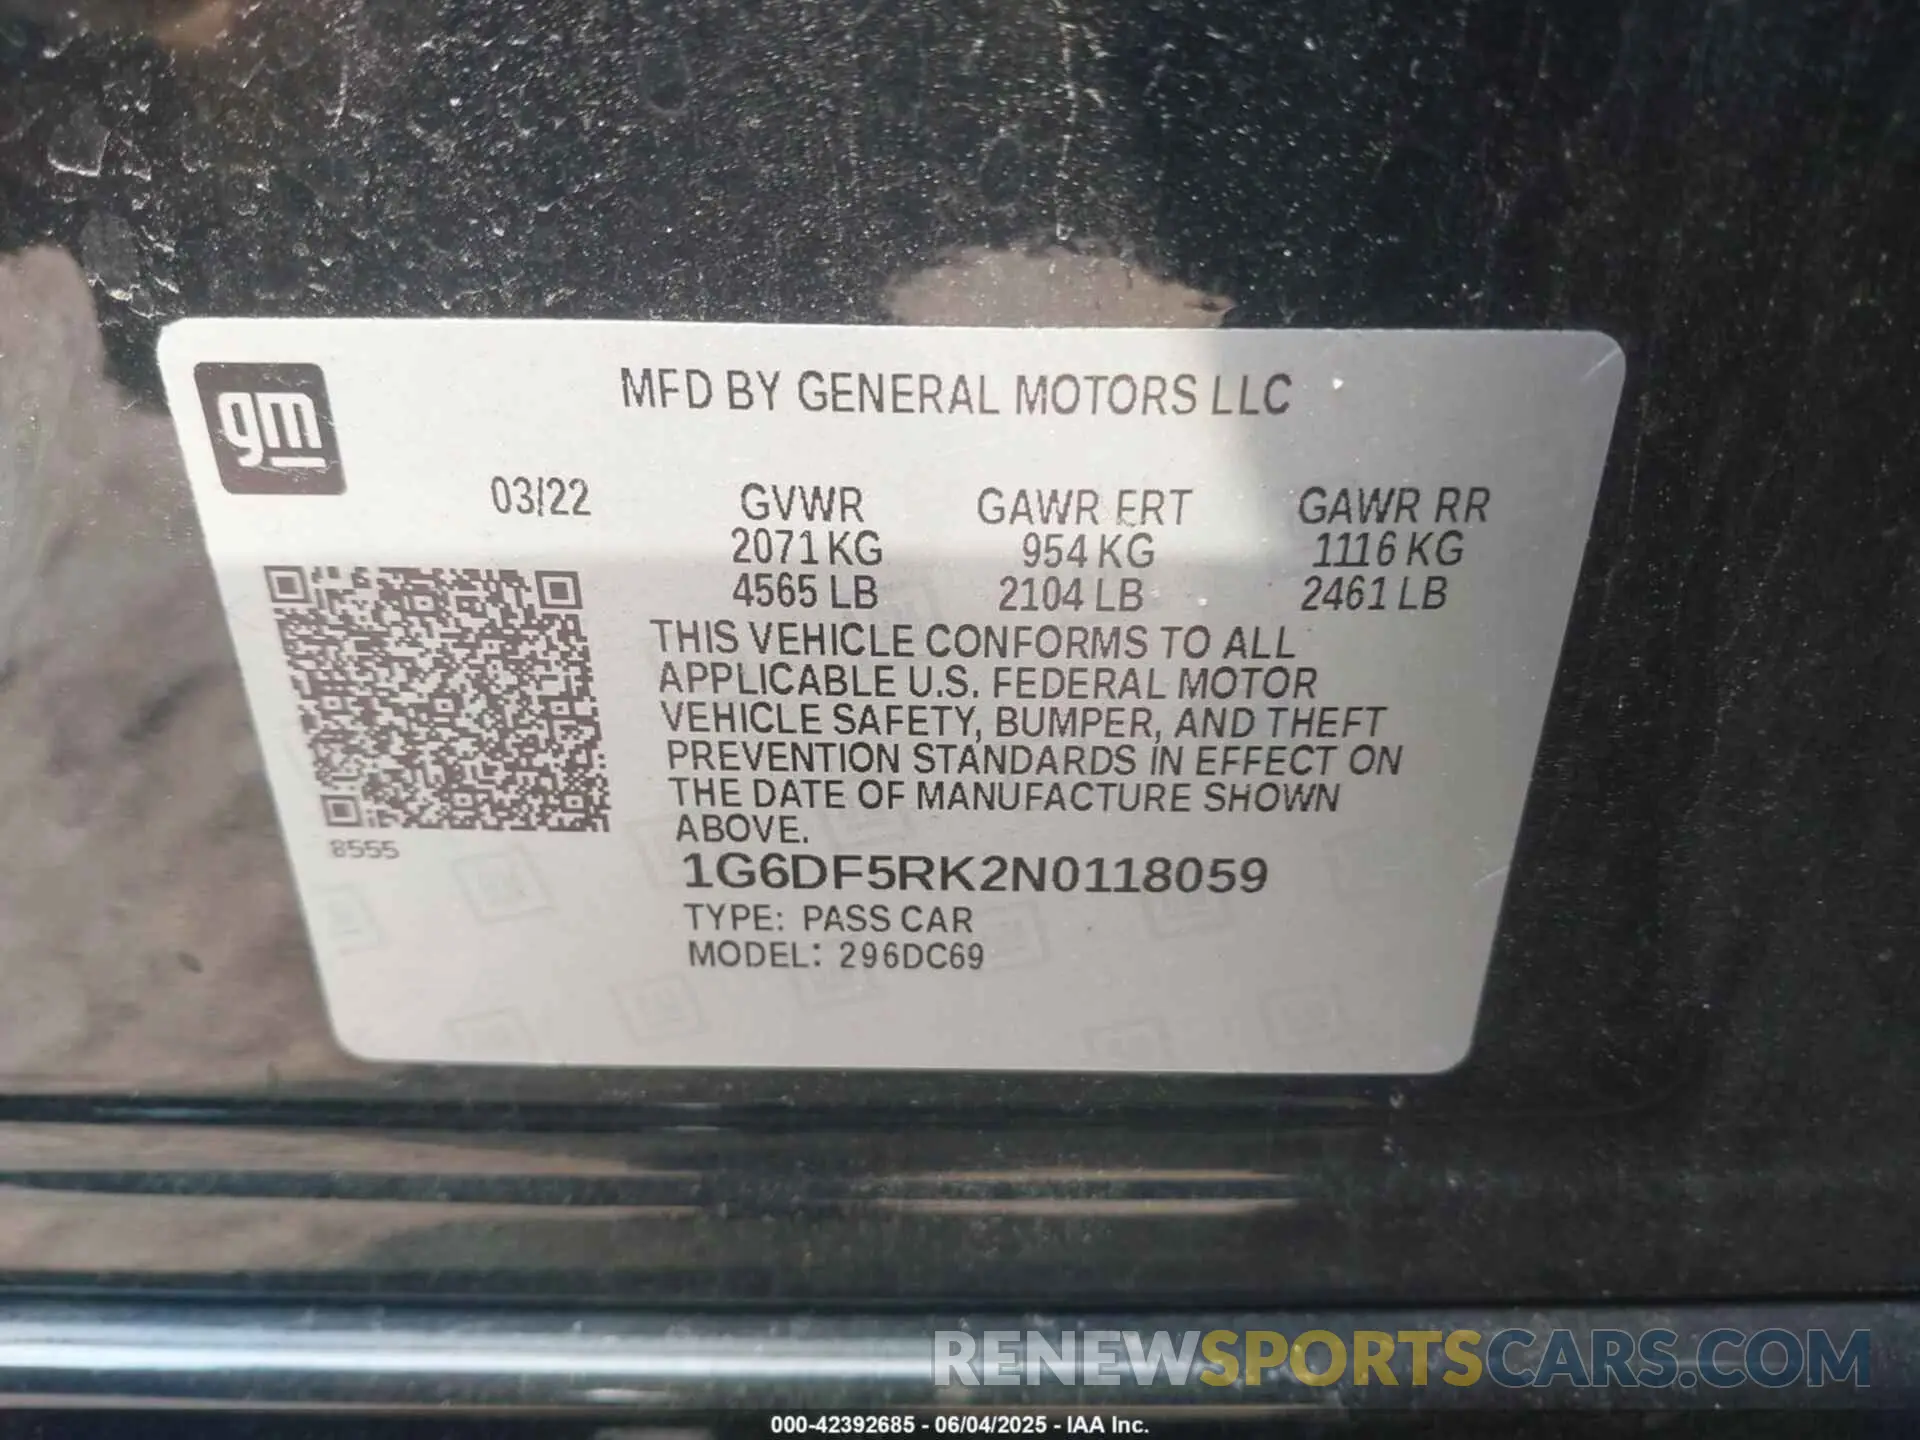 gm
MFD BY GENERAL MOTORS LLC
03/22 GVWR GAWR FRT GAWR RR
2071 KG 954 KG 1116 KG
4565 LB 2104 LB 2461 LB
THIS VEHICLE CONFORMS TO ALL
APPLICABLE U.S. FEDERAL MOTOR
VEHICLE SAFETY, BUMPER, AND THEFT
PREVENTION STANDARDS IN EFFECT ON
THE DATE OF MANUFACTURE SHOWN
ABOVE.
8555
1G6DF5RK2N0118059
TYPE: PASS CAR
MODEL: 296DC69
RENEWSPORTSCARS.COM
000-42392685 - 06/04/2025 - IAA Inc.